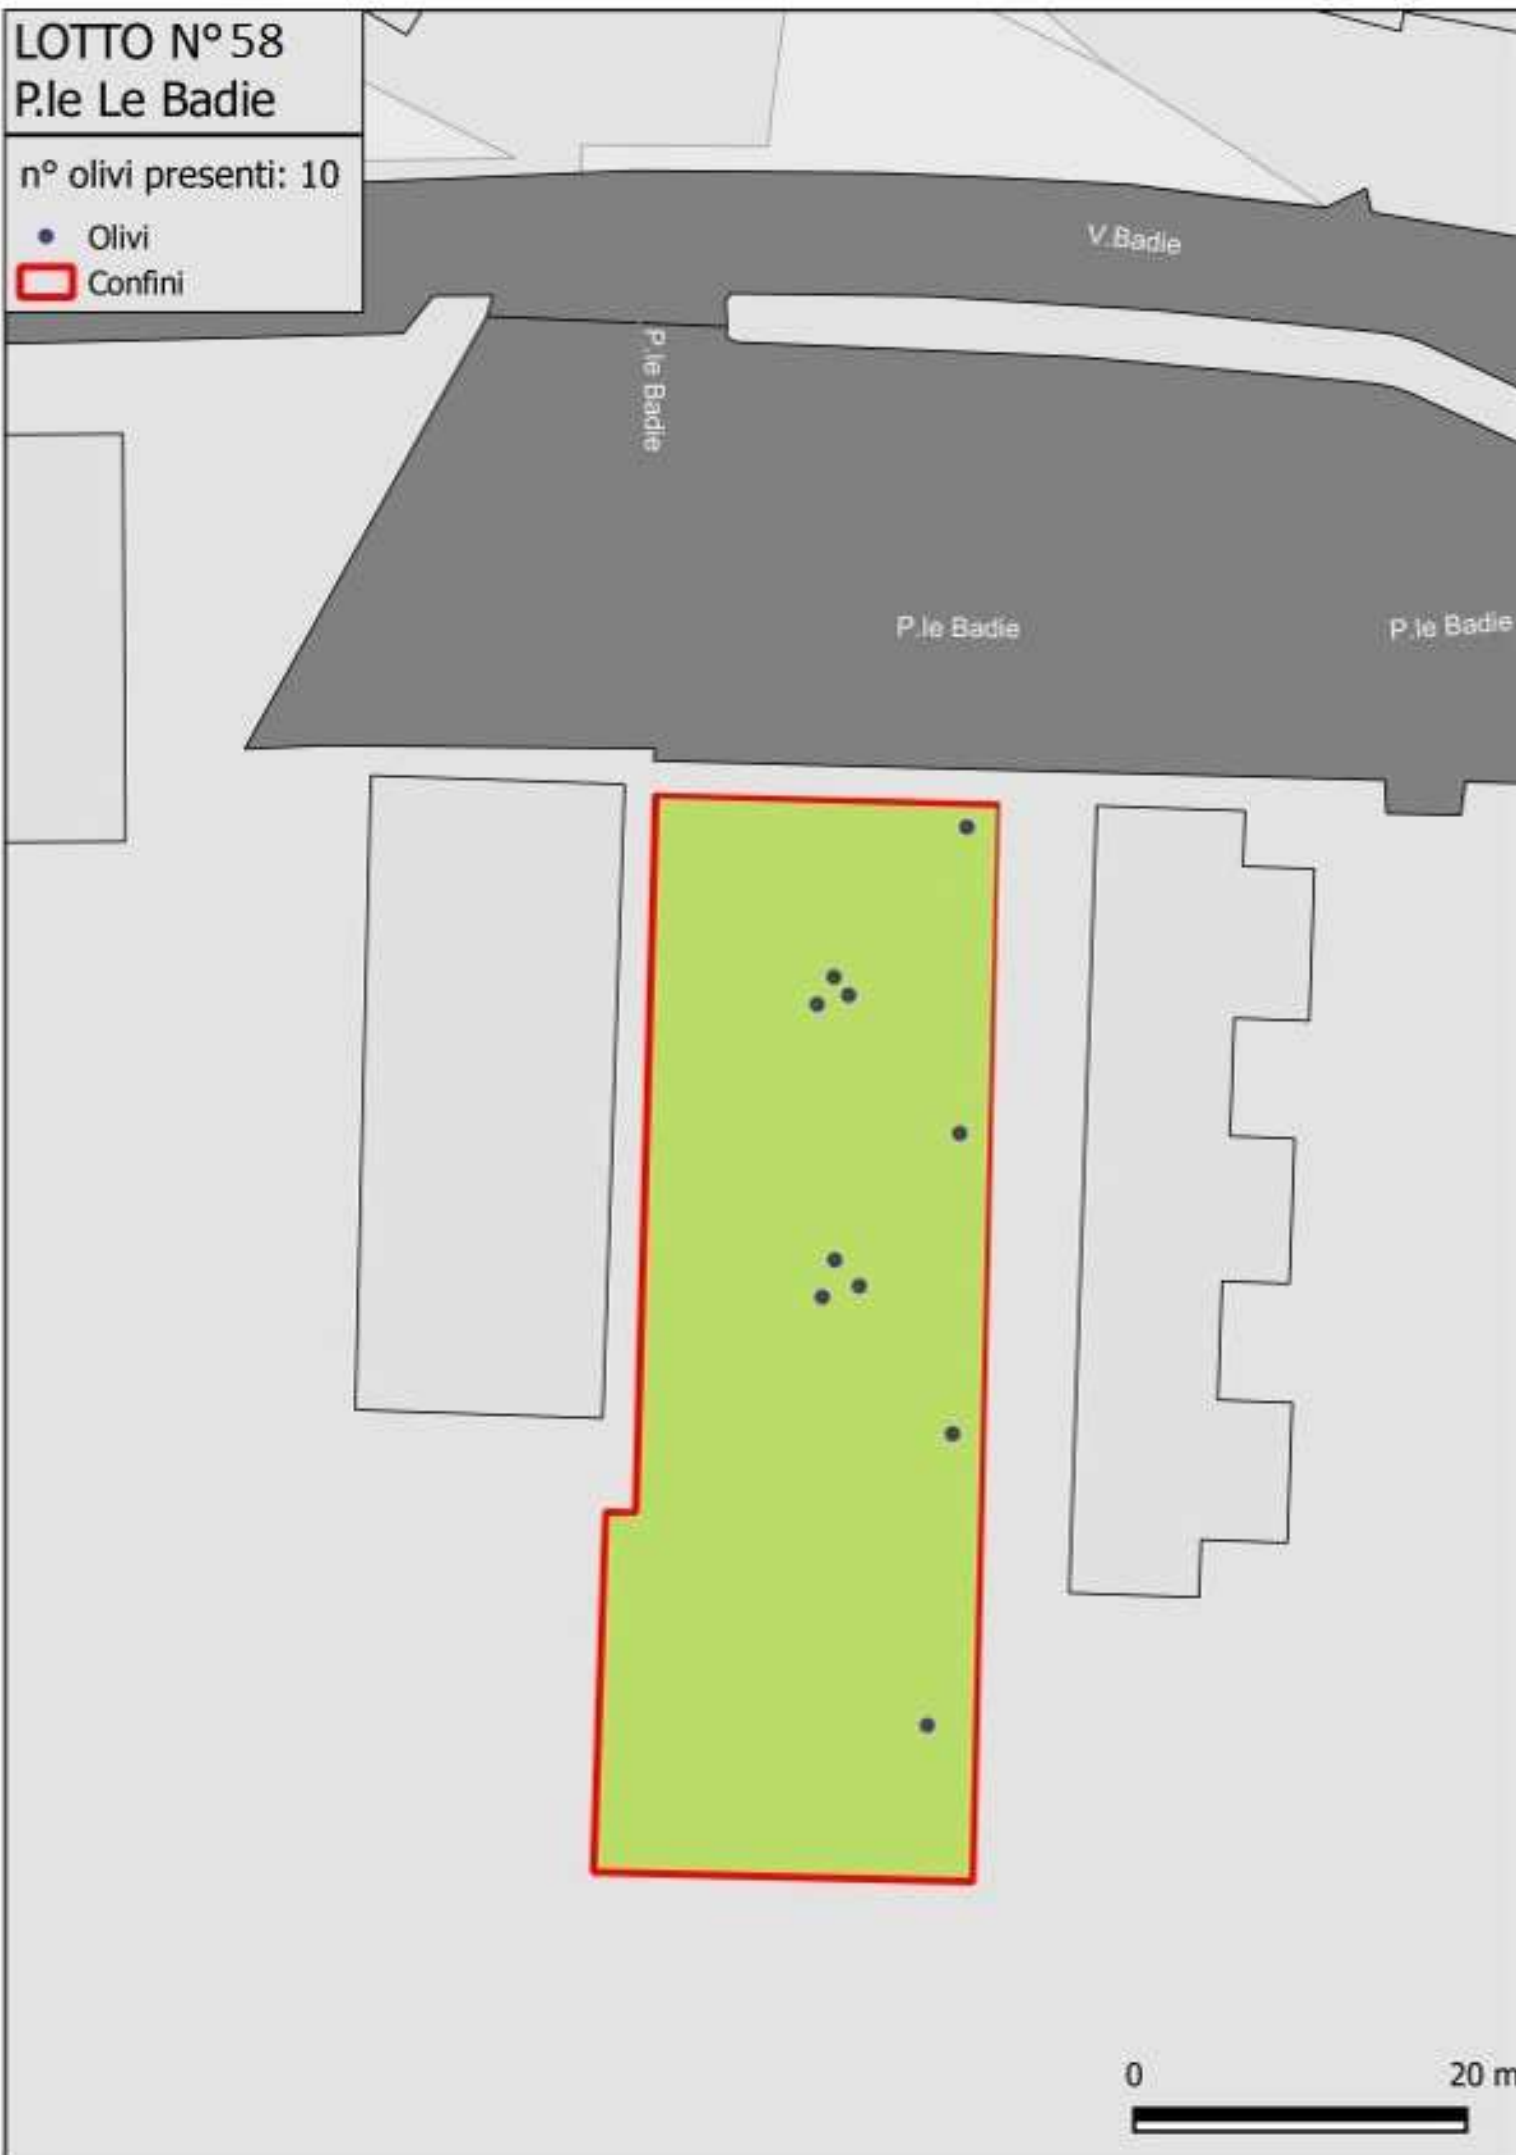 LOTTO N° 58
P.le Le Badie
n° olivi presenti: 10
Olivi
Confini
V.Badie
P.le Badie
P.le Badie
P.le Badie
0 20 m